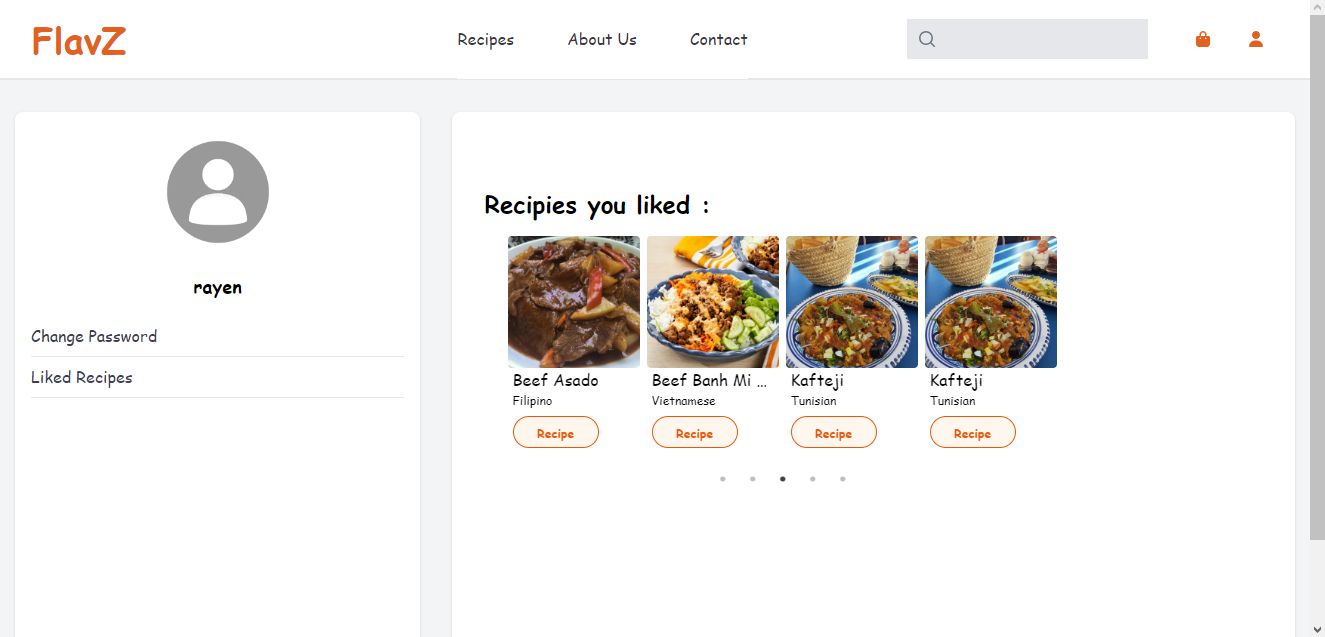 FlavZ
Recipes About Us Contact
rayen
Change Password
Liked Recipes
Recipies you liked :
Beef Asado Beef Banh Mi ... Kafteji Kafteji
Filipino Vietnamese Tunisian Tunisian
Recipe Recipe Recipe Recipe